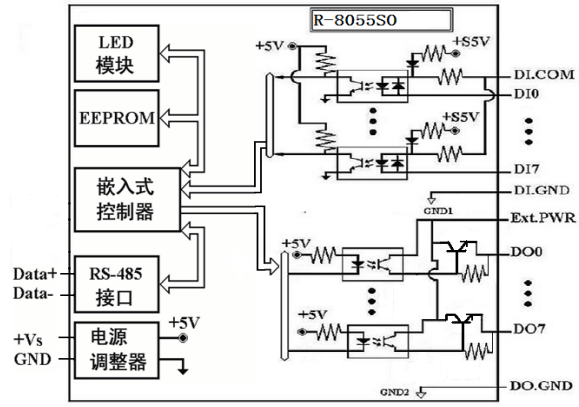 R-8055SO
LED
模块
EEPROM
嵌入式
控制器
Data+
Data-
RS-485
接口
+Vs
GND
电源
调整器
+5V
+5V
+S5V
DI.COM
DI0
+S5V
DI7
DI.GND
GND1
Ext.PWR
+5V
DO0
+5V
DO7
GND2
DO.GND